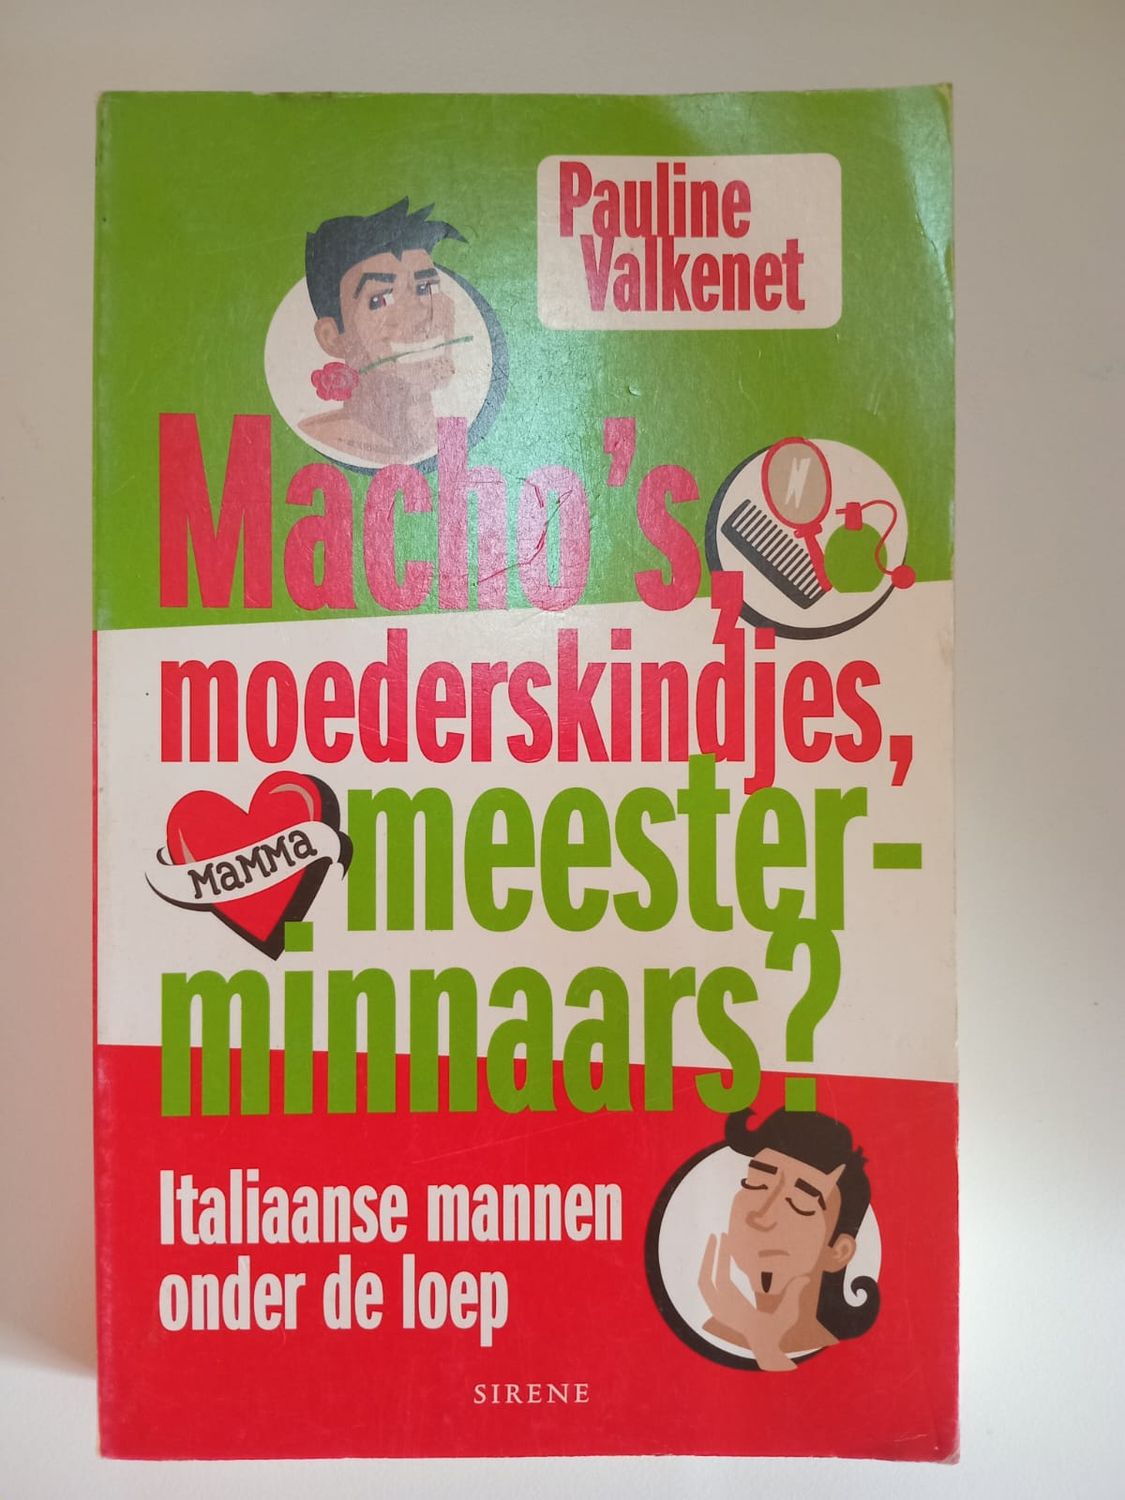 Pauline
Valkenet
Macho's,
moederskindjes,
MaMMa
meester-
minnaars?
Italiaanse mannen
onder de loep
SIRENE